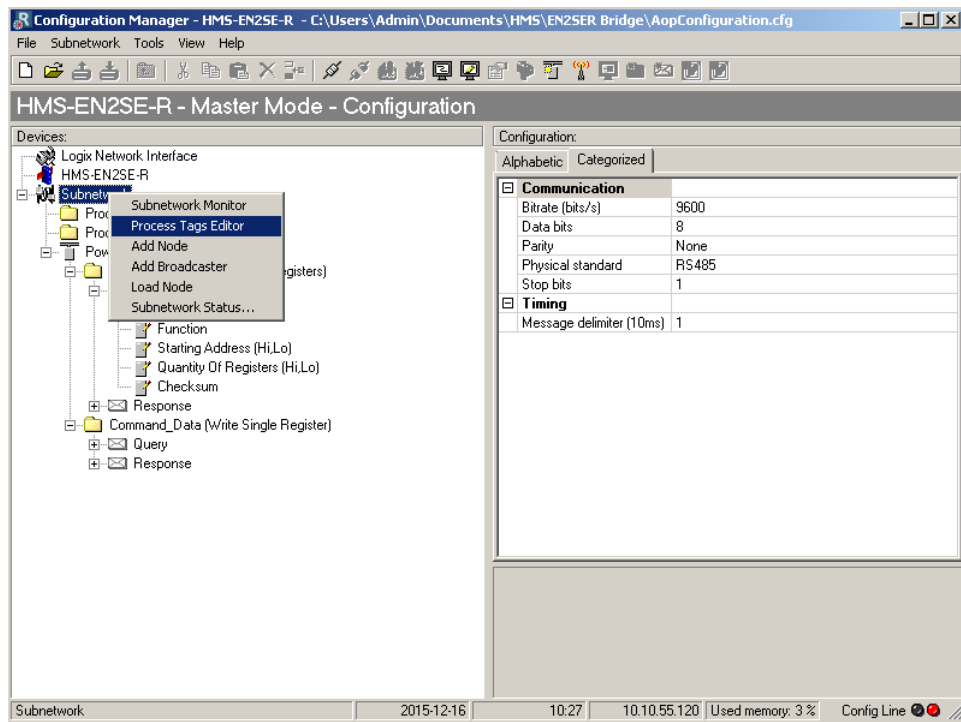 Configuration Manager - HMS-EN2SE-R - C:\Users\Admin\Documents\HMS\EN2SER Bridge\AopConfiguration.cfg
File Subnetwork Tools View Help
HMS-EN2SE-R - Master Mode - Configuration
Devices:
Logix Network Interface
HMS-EN2SE-R
Subnetw
Proc
Proc
Pow
egisters)
Subnetwork Monitor
Process Tags Editor
Add Node
Add Broadcaster
Load Node
Subnetwork Status...
Function
Starting Address (Hi,Lo)
Quantity Of Registers (Hi,Lo)
Checksum
Response
Command_Data (Write Single Register)
Query
Response
Configuration:
Alphabetic Categorized
Communication
Bitrate (bits/s) 9600
Data bits 8
Parity None
Physical standard RS485
Stop bits 1
Timing
Message delimiter (10ms) 1
Subnetwork 2015-12-16 10:27 10.10.55.120 Used memory: 3 % Config Line